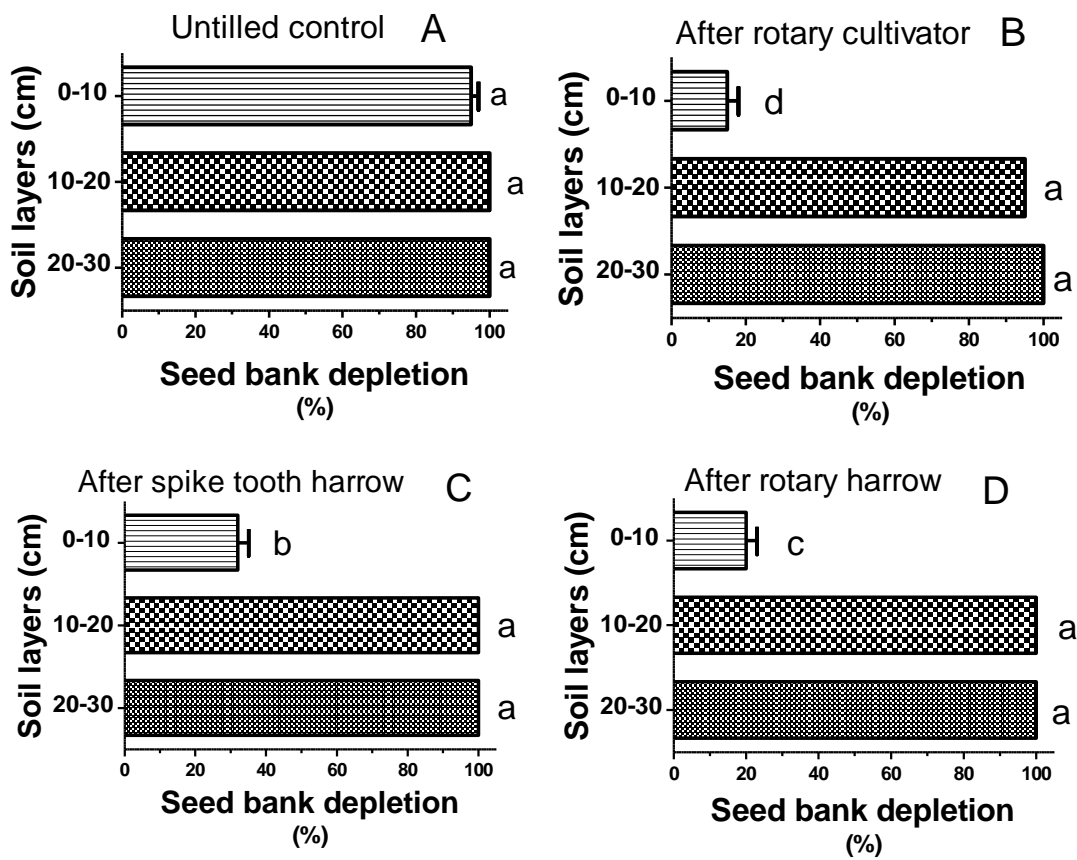 Untilled control A
Soil layers (cm)
0-10
a
10-20
a
20-30
a
0 20 40 60 80 100
Seed bank depletion
(%)
After rotary cultivator B
Soil layers (cm)
0-10
d
10-20
a
20-30
a
0 20 40 60 80 100
Seed bank depletion
(%)
After spike tooth harrow C
Soil layers (cm)
0-10
b
10-20
a
20-30
a
0 20 40 60 80 100
Seed bank depletion
(%)
After rotary harrow D
Soil layers (cm)
0-10
c
10-20
a
20-30
a
0 20 40 60 80 100
Seed bank depletion
(%)